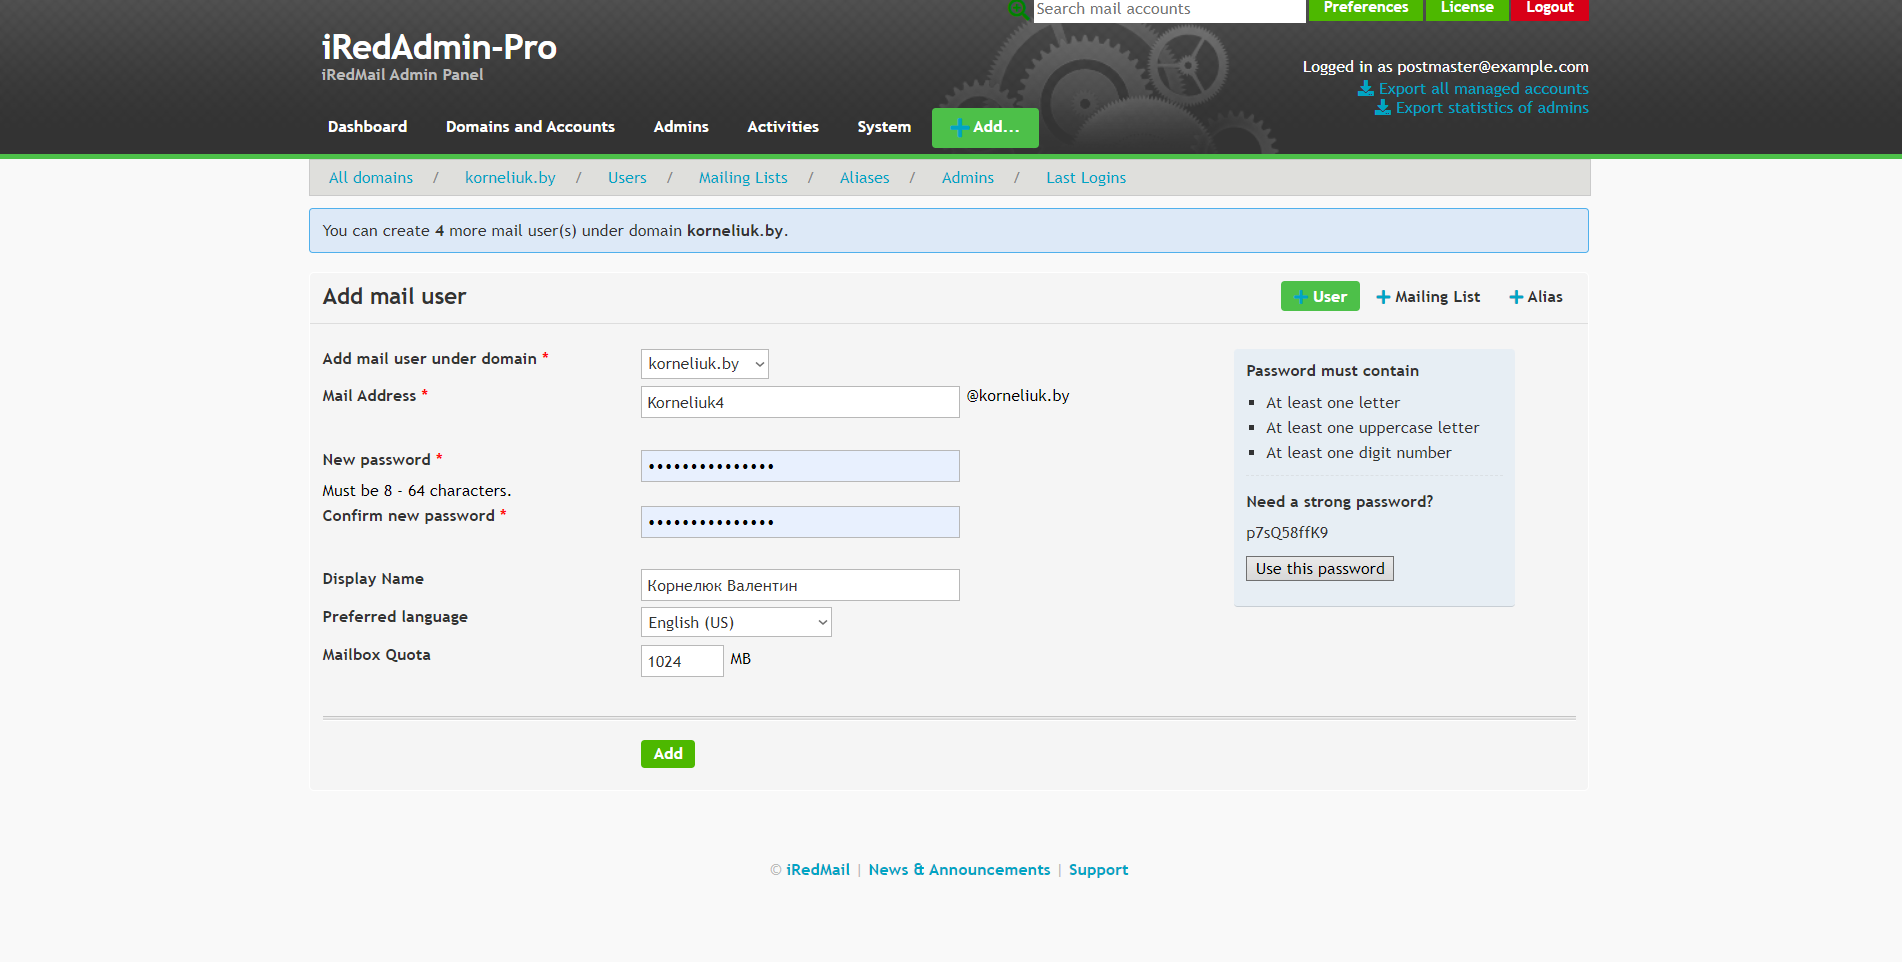 Search mail accounts Preferences License Logout
iRedAdmin-Pro
iRedMail Admin Panel
Logged in as postmaster@example.com
Export all managed accounts
Export statistics of admins
Dashboard Domains and Accounts Admins Activities System Add...
All domains / korneliuk.by / Users / Mailing Lists / Aliases / Admins / Last Logins
You can create 4 more mail user(s) under domain korneliuk.by.
Add mail user
User Mailing List Alias
Add mail user under domain * korneliuk.by
Mail Address * Korneliuk4 @korneliuk.by
New password * •••••••••••••••
Must be 8 - 64 characters.
Confirm new password * •••••••••••••••
Display Name Корнелюк Валентин
Preferred language English (US)
Mailbox Quota 1024 MB
Password must contain
At least one letter
At least one uppercase letter
At least one digit number
Need a strong password?
p7sQ58ffK9
Use this password
Add
© iRedMail | News & Announcements | Support